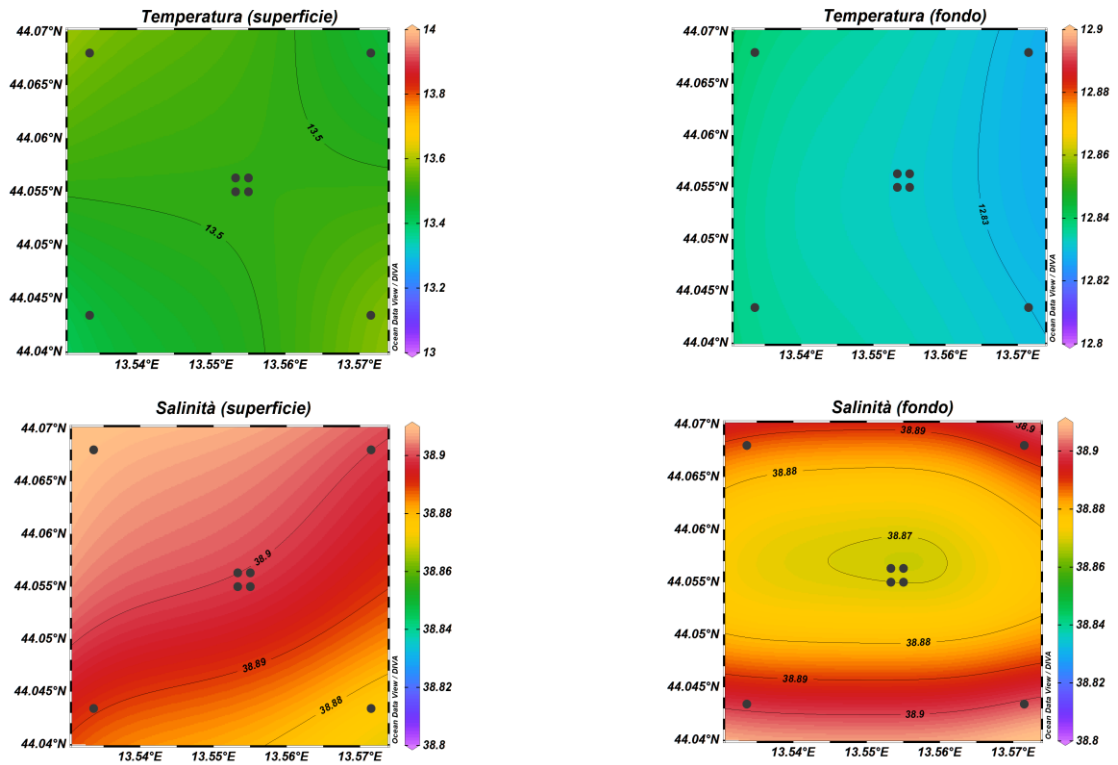 Temperatura (superficie)
44.07°N
44.065°N
44.06°N
44.055°N
44.05°N
44.045°N
44.04°N
13.54°E 13.55°E 13.56°E 13.57°E
13.5
13.5
Ocean Data View / DIVA
14
13.8
13.6
13.4
13.2
13
Temperatura (fondo)
44.07°N
44.065°N
44.06°N
44.055°N
44.05°N
44.045°N
44.04°N
13.54°E 13.55°E 13.56°E 13.57°E
12.83
Ocean Data View / DIVA
12.9
12.88
12.86
12.84
12.82
12.8
Salinità (superficie)
44.07°N
44.065°N
44.06°N
44.055°N
44.05°N
44.045°N
44.04°N
13.54°E 13.55°E 13.56°E 13.57°E
38.9
38.89
38.88
Ocean Data View / DIVA
38.9
38.88
38.86
38.84
38.82
38.8
Salinità (fondo)
44.07°N
44.065°N
44.06°N
44.055°N
44.05°N
44.045°N
44.04°N
13.54°E 13.55°E 13.56°E 13.57°E
38.89
38.9
38.88
38.87
38.88
38.89
38.9
Ocean Data View / DIVA
38.9
38.88
38.86
38.84
38.82
38.8